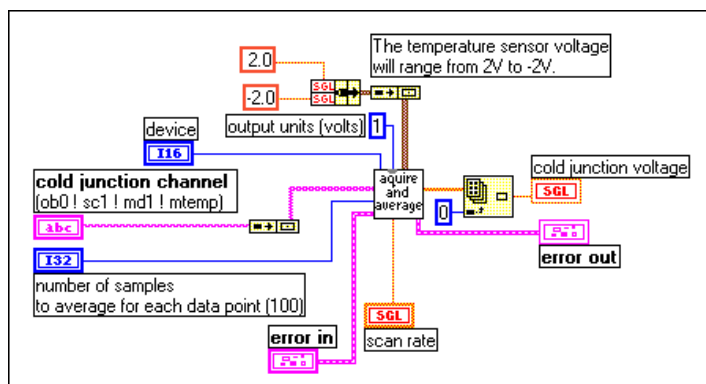 The temperature sensor voltage
will range from 2V to -2V.
2.0
SGL
SGL
-2.0
output units (volts)
1
device
I16
aquire
and
average
cold junction voltage
SGL
cold junction channel
(ob0 ! sc1 ! md1 ! mtemp)
abc
0
error out
I32
number of samples
to average for each data point (100)
SGL
scan rate
error in